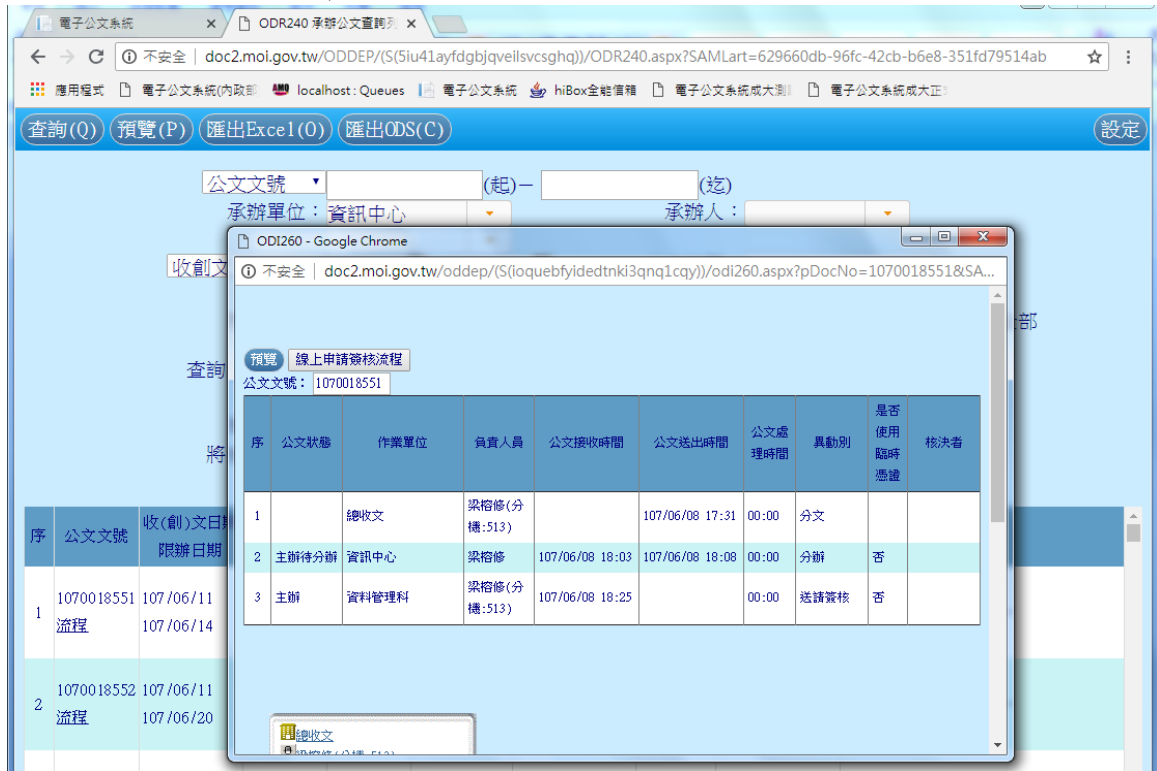 電子公文系統
ODR240 承辦公文查詢列
不安全 | doc2.moi.gov.tw/ODDEP/(S(5iu41ayfdgbjqveilsvcsghq))/ODR240.aspx?SAMLart=629660db-96fc-42cb-b6e8-351fd79514ab
應用程式 電子公文系統(內政部 localhost : Queues 電子公文系統 hiBox全能信箱 電子公文系統成大測 電子公文系統成大正
查詢(Q) 預覽(P) 匯出Excel(O) 匯出ODS(C) 設定
公文文號 (起)— (迄)
承辦單位： 資訊中心 承辦人：
收創文
部
查詢
將
序 公文文號 收(創)文日期
限辦日期
1 1070018551 107/06/11
流程 107/06/14
2 1070018552 107/06/11
流程 107/06/20
ODI260 - Google Chrome
不安全 | doc2.moi.gov.tw/oddep/(S(ioquebfyidedtnki3qnq1cqy))/odi260.aspx?pDocNo=1070018551&SA...
預覽 線上申請簽核流程
公文文號： 1070018551
序 公文狀態 作業單位 負責人員 公文接收時間 公文送出時間 公文處理時間 異動別 是否使用臨時憑證 核決者
1 總收文 梁榕修(分機:513) 107/06/08 17:31 00:00 分文
2 主辦待分辦 資訊中心 梁榕修 107/06/08 18:03 107/06/08 18:08 00:00 分辦 否
3 主辦 資料管理科 梁榕修(分機:513) 107/06/08 18:25 00:00 送請簽核 否
總收文